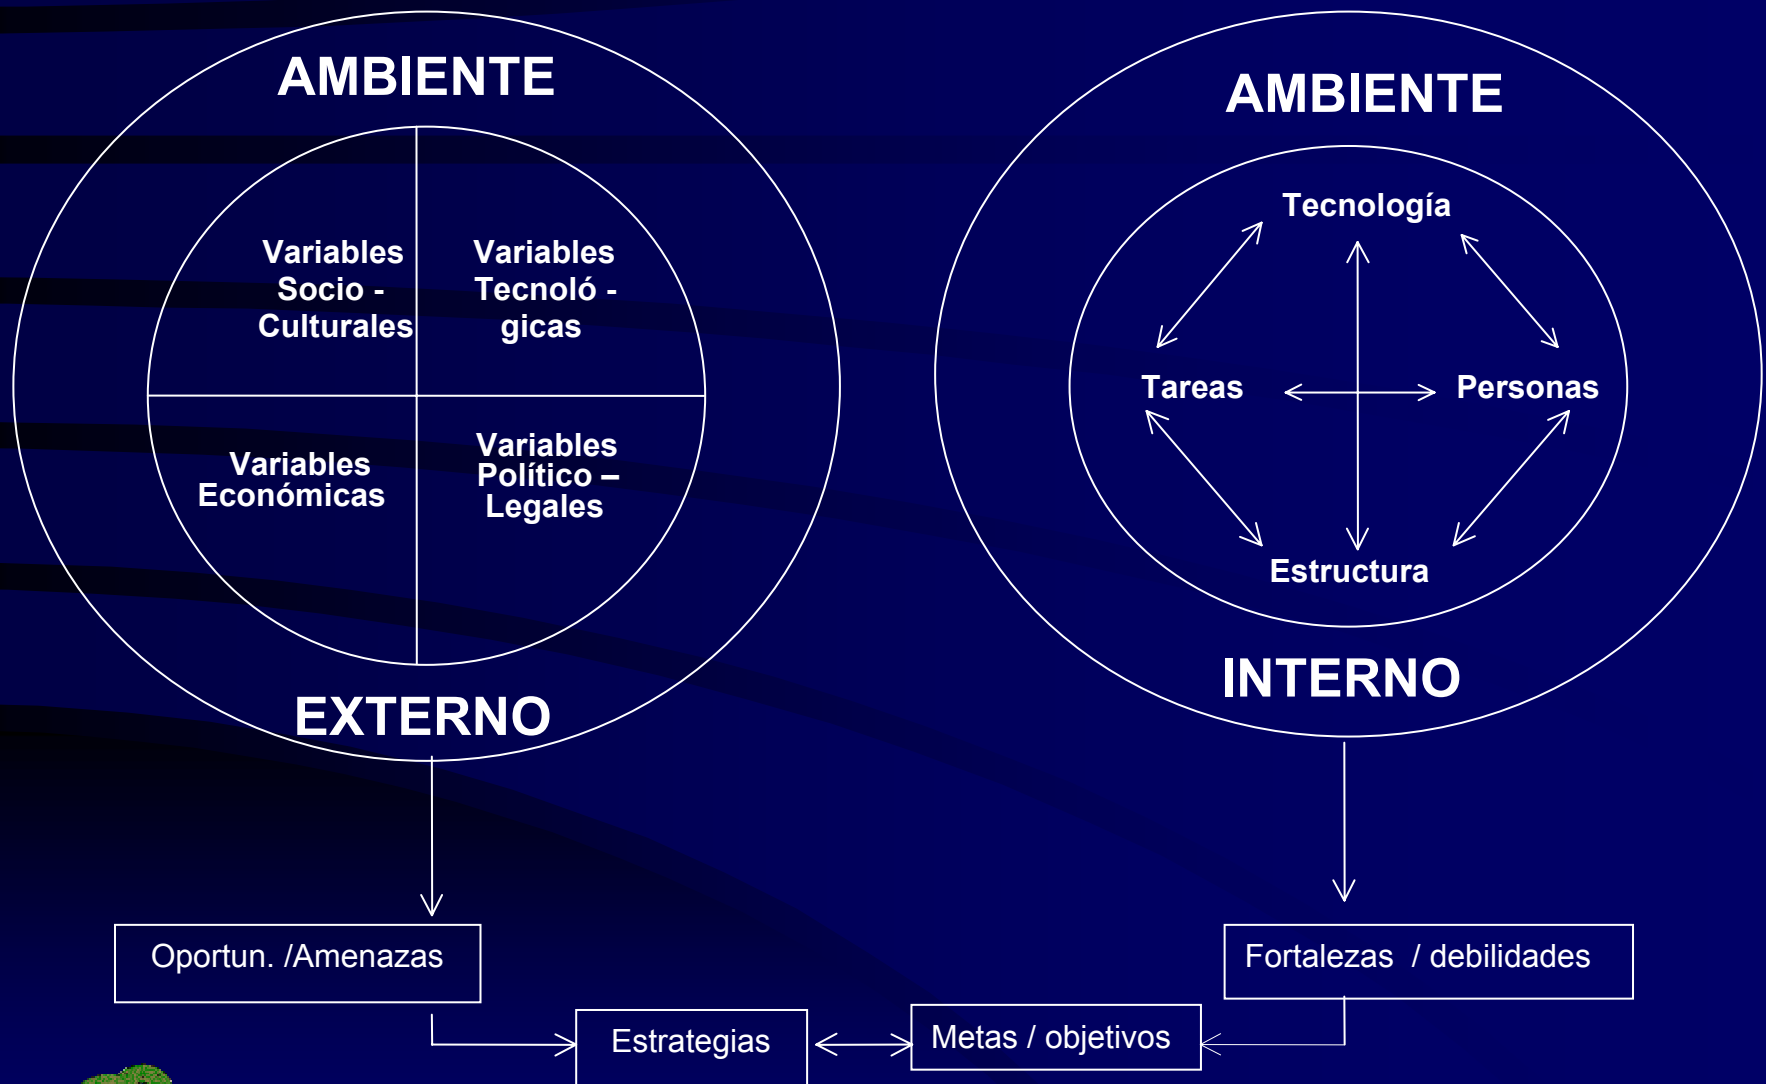 AMBIENTE
Variables
Socio -
Culturales
Variables
Tecnoló -
gicas
Variables
Económicas
Variables
Político –
Legales
EXTERNO
AMBIENTE
Tecnología
Tareas
Personas
Estructura
INTERNO
Oportun. /Amenazas
Fortalezas / debilidades
Estrategias
Metas / objetivos